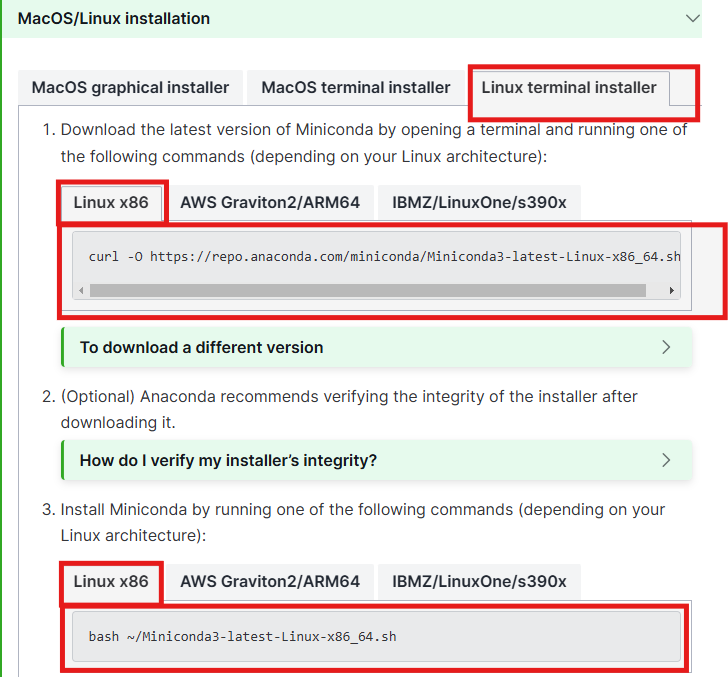 MacOS/Linux installation
MacOS graphical installer
MacOS terminal installer
Linux terminal installer
1. Download the latest version of Miniconda by opening a terminal and running one of
the following commands (depending on your Linux architecture):
Linux x86
AWS Graviton2/ARM64
IBMZ/LinuxOne/s390x
curl -O https://repo.anaconda.com/miniconda/Miniconda3-latest-Linux-x86_64.sh
To download a different version
2. (Optional) Anaconda recommends verifying the integrity of the installer after
downloading it.
How do I verify my installer’s integrity?
3. Install Miniconda by running one of the following commands (depending on your
Linux architecture):
Linux x86
AWS Graviton2/ARM64
IBMZ/LinuxOne/s390x
bash ~/Miniconda3-latest-Linux-x86_64.sh